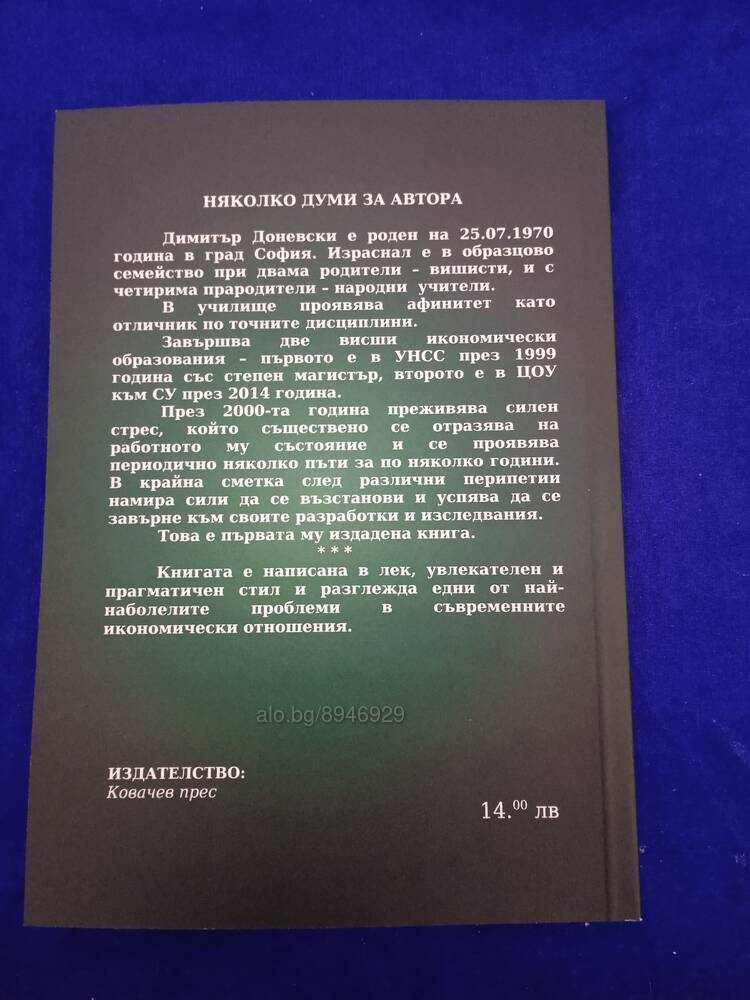 НЯКОЛКО ДУМИ ЗА АВТОРА
Димитър Доневски е роден на 25.07.1970
година в град София. Израснал е в образцово
семейство при двама родители – вишисти, и с
четирима прародители – народни учители.
В училище проявява афинитет като
отличник по точните дисциплини.
Завършва две висши икономически
образования – първото е в УНСС през 1999
година със степен магистър, второто е в ЦОУ
към СУ през 2014 година.
През 2000-та година преживява силен
стрес, който съществено се отразява на
работното му състояние и се проявява
периодично няколко пъти за по няколко години.
В крайна сметка след различни перипетии
намира сили да се възстанови и успява да се
завърне към своите разработки и изследвания.
Това е първата му издадена книга.
* * *
Книгата е написана в лек, увлекателен и
прагматичен стил и разглежда едни от най-
наболелите проблеми в съвременните
икономически отношения.
alo.bg/8946929
ИЗДАТЕЛСТВО:
Ковачев прес
14.00 лв